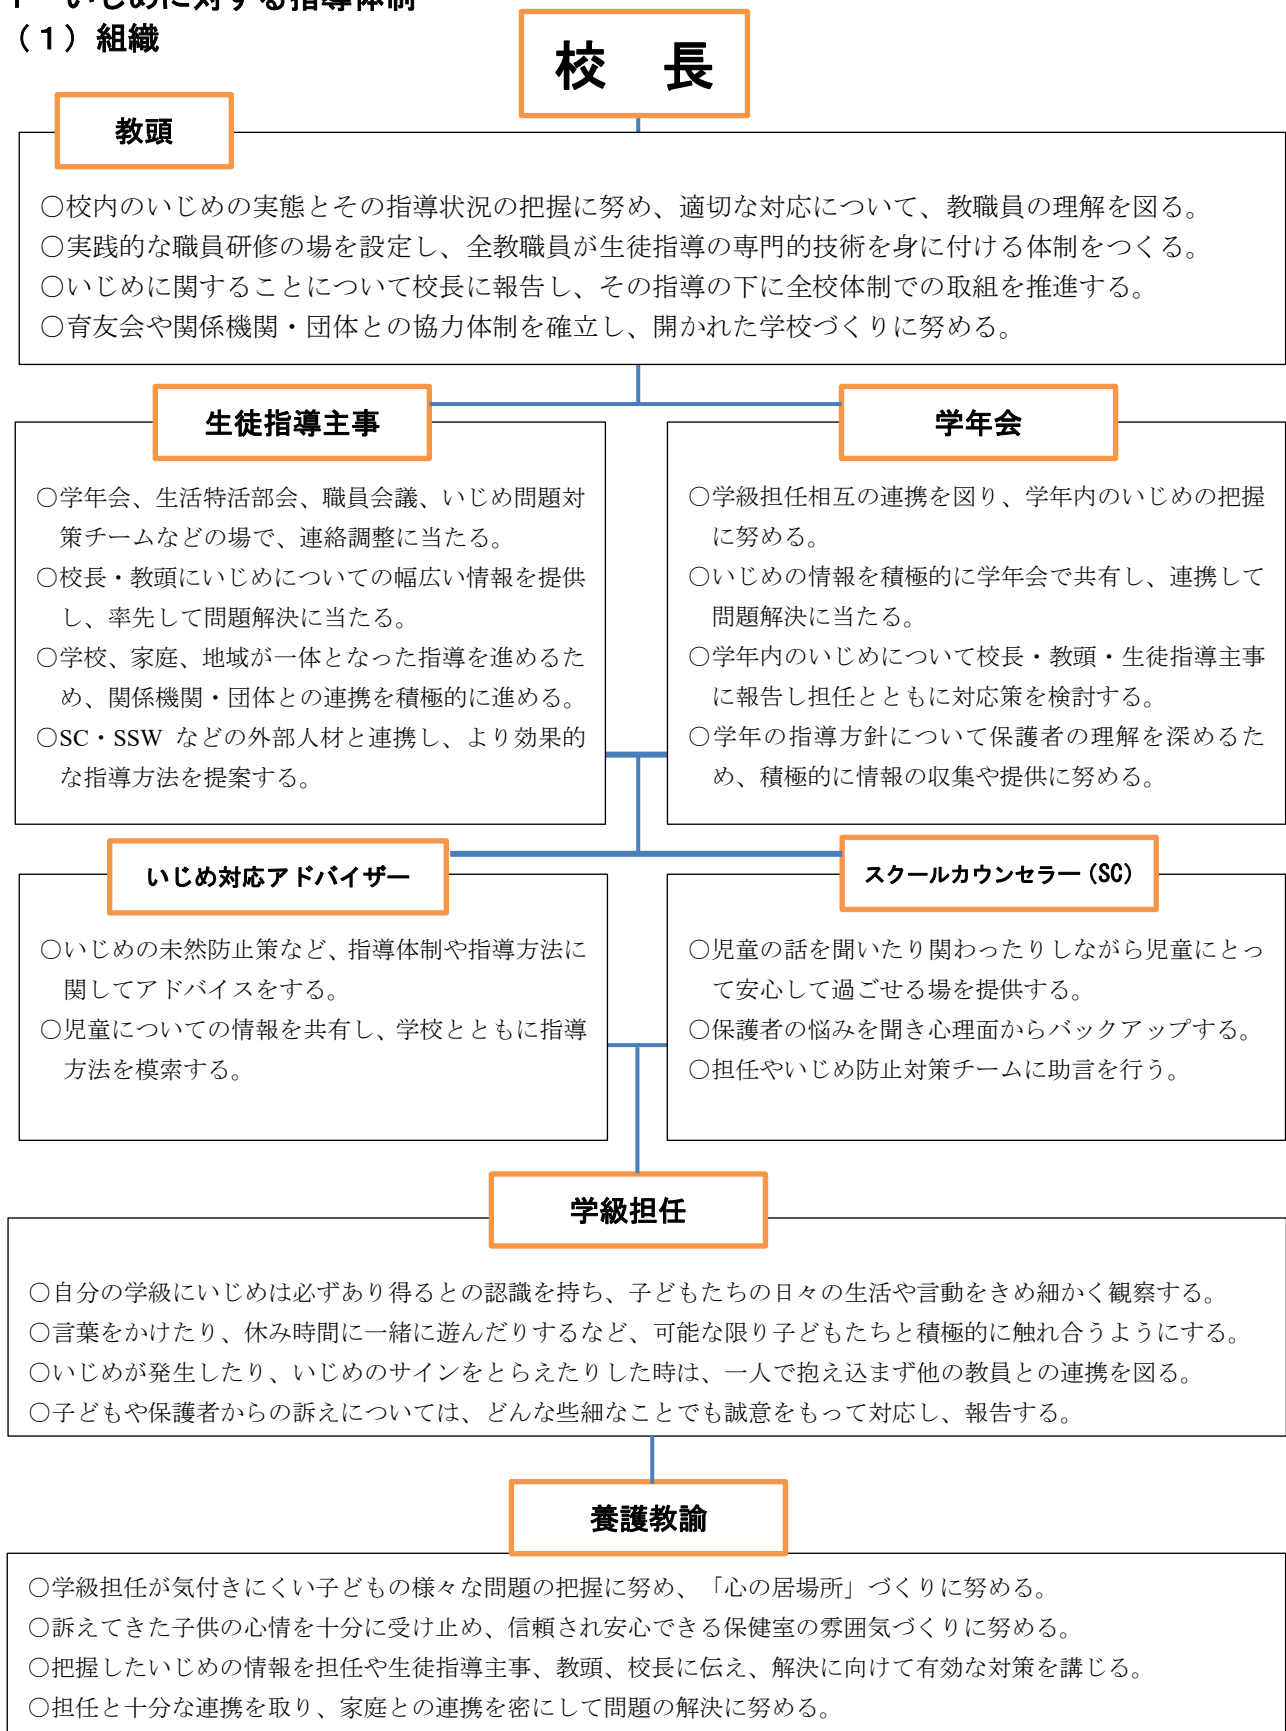 いじめに対する指導体制
（１）組織
校　長
教頭
○校内のいじめの実態とその指導状況の把握に努め、適切な対応について、教職員の理解を図る。
○実践的な職員研修の場を設定し、全教職員が生徒指導の専門的技術を身に付ける体制をつくる。
○いじめに関することについて校長に報告し、その指導の下に全校体制での取組を推進する。
○育友会や関係機関・団体との協力体制を確立し、開かれた学校づくりに努める。
生徒指導主事
○学年会、生活特活部会、職員会議、いじめ問題対
策チームなどの場で、連絡調整に当たる。
○校長・教頭にいじめについての幅広い情報を提供
し、率先して問題解決に当たる。
○学校、家庭、地域が一体となった指導を進めるた
め、関係機関・団体との連携を積極的に進める。
○SC・SSW などの外部人材と連携し、より効果的
な指導方法を提案する。
学年会
○学級担任相互の連携を図り、学年内のいじめの把握
に努める。
○いじめの情報を積極的に学年会で共有し、連携して
問題解決に当たる。
○学年内のいじめについて校長・教頭・生徒指導主事
に報告し担任とともに対応策を検討する。
○学年の指導方針について保護者の理解を深めるた
め、積極的に情報の収集や提供に努める。
いじめ対応アドバイザー
○いじめの未然防止策など、指導体制や指導方法に
関してアドバイスをする。
○児童についての情報を共有し、学校とともに指導
方法を模索する。
スクールカウンセラー（SC）
○児童の話を聞いたり関わったりしながら児童にとっ
て安心して過ごせる場を提供する。
○保護者の悩みを聞き心理面からバックアップする。
○担任やいじめ防止対策チームに助言を行う。
学級担任
○自分の学級にいじめは必ずあり得るとの認識を持ち、子どもたちの日々の生活や言動をきめ細かく観察する。
○言葉をかけたり、休み時間に一緒に遊んだりするなど、可能な限り子どもたちと積極的に触れ合うようにする。
○いじめが発生したり、いじめのサインをとらえたりした時は、一人で抱え込まず他の教員との連携を図る。
○子どもや保護者からの訴えについては、どんな些細なことでも誠意をもって対応し、報告する。
養護教諭
○学級担任が気付きにくい子どもの様々な問題の把握に努め、「心の居場所」づくりに努める。
○訴えてきた子供の心情を十分に受け止め、信頼され安心できる保健室の雰囲気づくりに努める。
○把握したいじめの情報を担任や生徒指導主事、教頭、校長に伝え、解決に向けて有効な対策を講じる。
○担任と十分な連携を取り、家庭との連携を密にして問題の解決に努める。